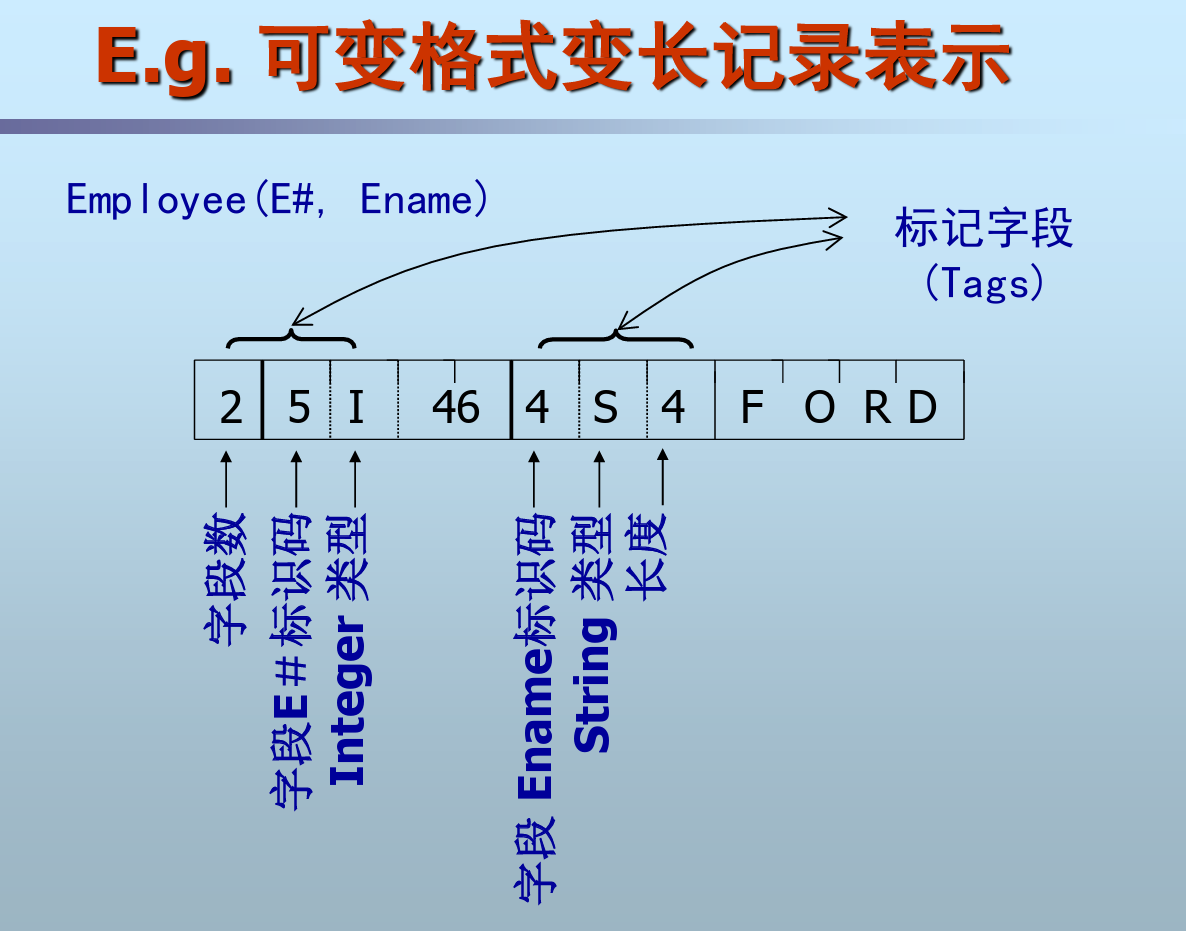 E.g. 可变格式变长记录表示
Employee(E#, Ename)
标记字段
(Tags)
2 5 I 46 4 S 4 F O R D
字段数
字段E＃标识码
Integer 类型
字段 Ename标识码
String 类型
长度